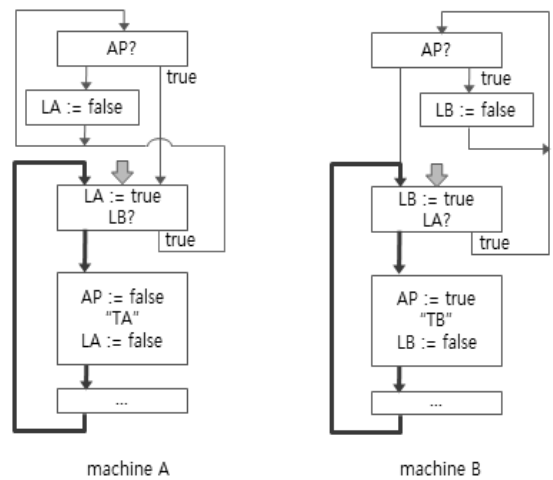 AP?
true
LA := false
LA := true
LB?
true
AP := false
"TA"
LA := false
...
machine A
AP?
true
LB := false
LB := true
LA?
true
AP := true
"TB"
LB := false
...
machine B